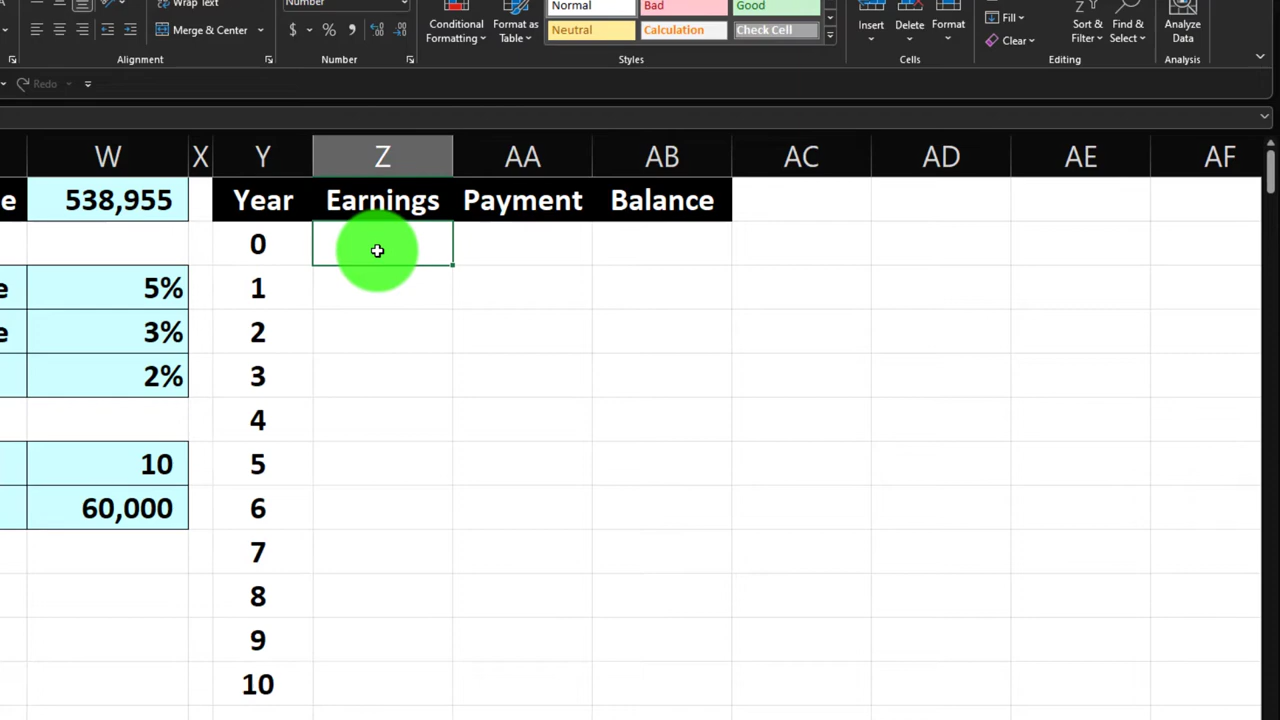 Wrap Text
Number
Normal
Bad
Good
Merge & Center
$
%
Conditional
Formatting
Format as
Table
Neutral
Calculation
Check Cell
Insert
Delete
Format
Fill
Clear
Sort &
Filter
Find &
Select
Analyze
Data
Alignment
Number
Styles
Cells
Editing
Analysis
Redo
W X Y Z AA AB AC AD AE AF
e 538,955 Year Earnings Payment Balance
0
e 5% 1
e 3% 2
2% 3
4
10 5
60,000 6
7
8
9
10